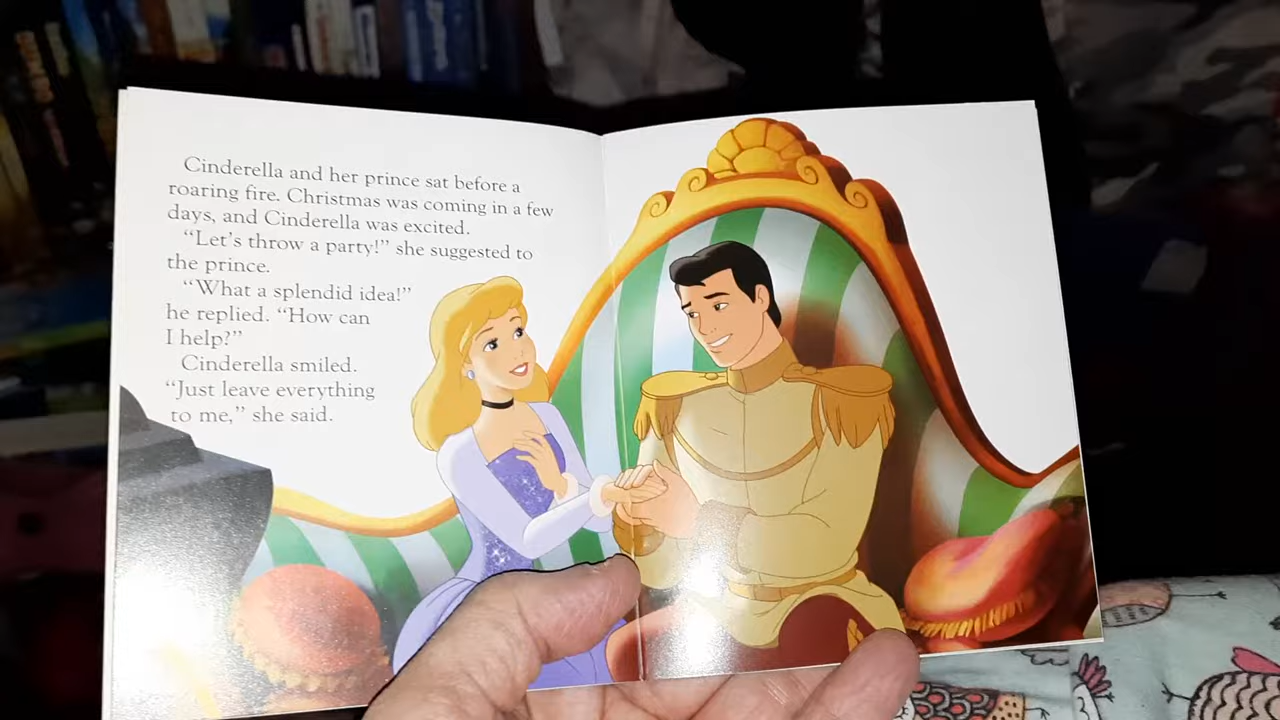 Cinderella and her prince sat before a
roaring fire. Christmas was coming in a few
days, and Cinderella was excited.
“Let’s throw a party!” she suggested to
the prince.
“What a splendid idea!”
he replied. “How can
I help?”
Cinderella smiled.
“Just leave everything
to me,” she said.